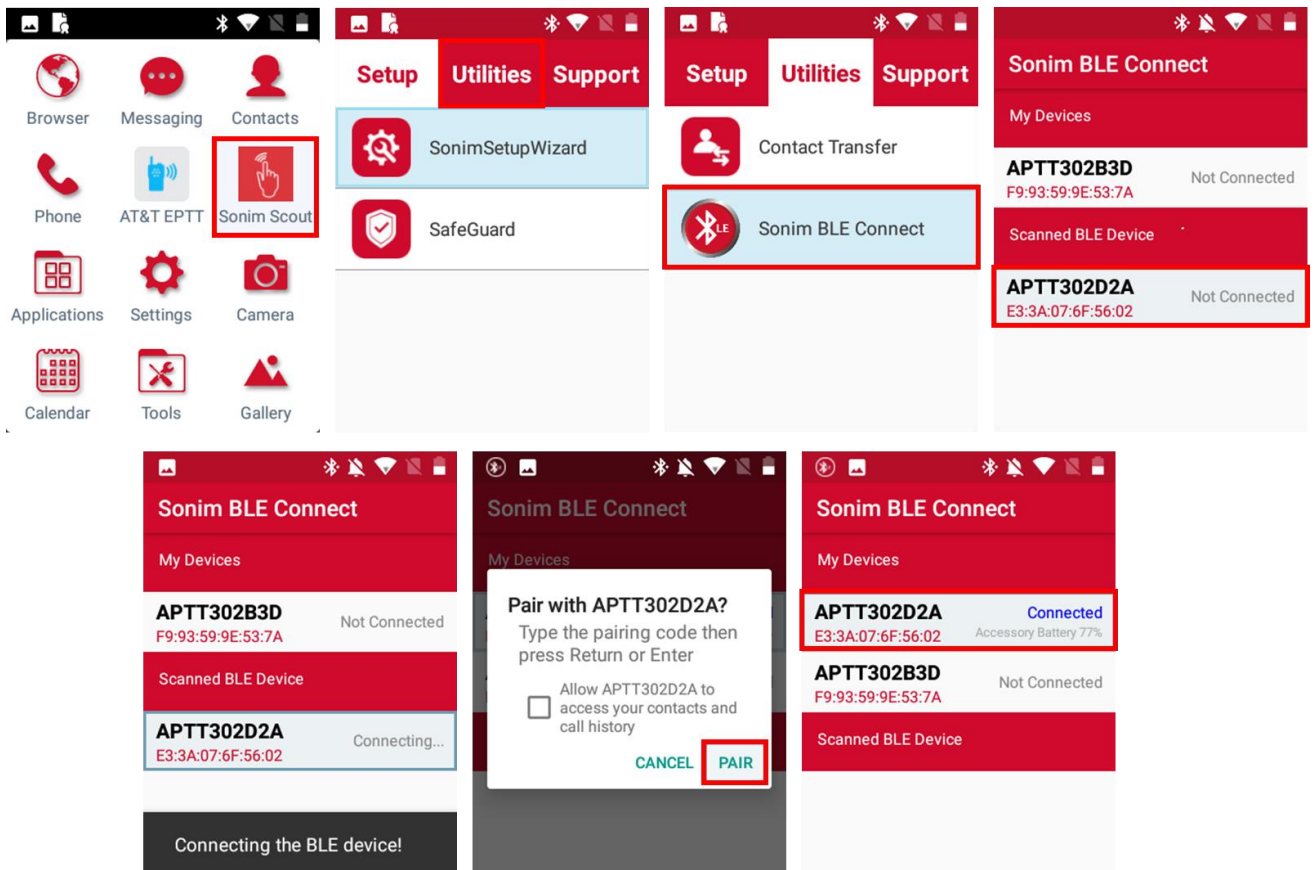 Browser
Messaging
Contacts
Phone
AT&T EPTT
Sonim Scout
Applications
Settings
Camera
Calendar
Tools
Gallery
Setup
Utilities
Support
SonimSetupWizard
SafeGuard
Setup
Utilities
Support
Contact Transfer
LE
Sonim BLE Connect
Sonim BLE Connect
My Devices
APTT302B3D
F9:93:59:9E:53:7A
Not Connected
Scanned BLE Device
APTT302D2A
E3:3A:07:6F:56:02
Not Connected
Sonim BLE Connect
My Devices
APTT302B3D
F9:93:59:9E:53:7A
Not Connected
Scanned BLE Device
APTT302D2A
E3:3A:07:6F:56:02
Connecting...
Connecting the BLE device!
Sonim BLE Connect
My Devices
Pair with APTT302D2A?
Type the pairing code then
press Return or Enter
Allow APTT302D2A to
access your contacts and
call history
CANCEL
PAIR
Sonim BLE Connect
My Devices
APTT302D2A
E3:3A:07:6F:56:02
Connected
Accessory Battery 77%
APTT302B3D
F9:93:59:9E:53:7A
Not Connected
Scanned BLE Device